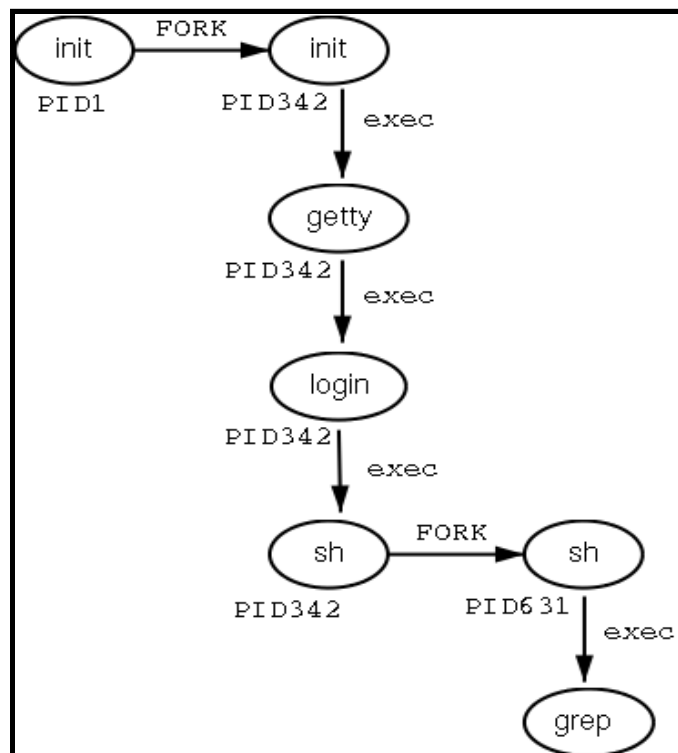 FORK
init
init
PID1
PID342
exec
getty
PID342
exec
login
PID342
exec
sh
FORK
sh
PID342
PID631
exec
grep